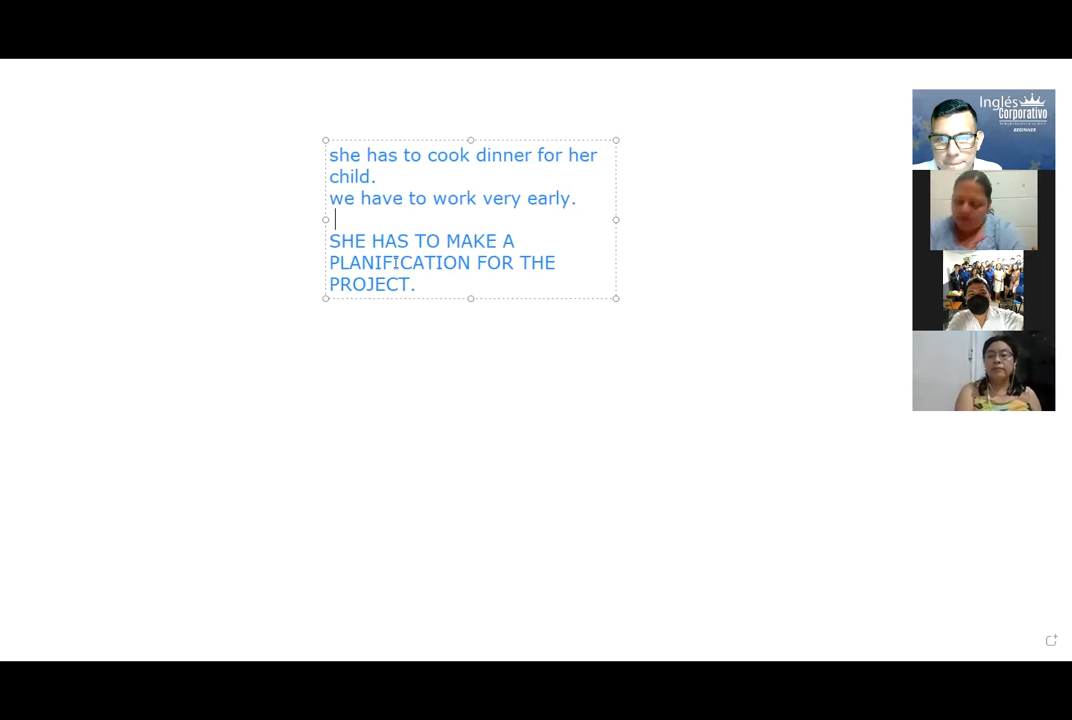 she has to cook dinner for her
child.
we have to work very early.
SHE HAS TO MAKE A
PLANIFICATION FOR THE
PROJECT.
Inglés
Corporativo
BEGINNER